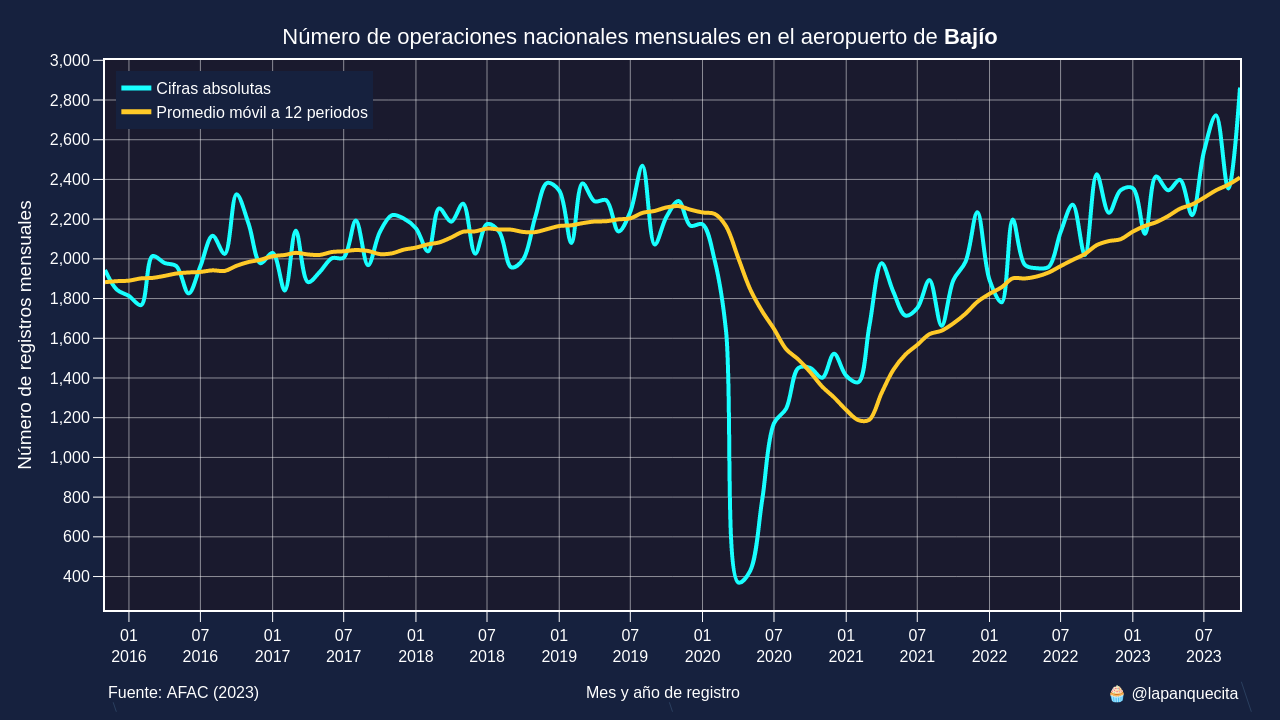 Número de operaciones nacionales mensuales en el aeropuerto de Bajío
Cifras absolutas
Promedio móvil a 12 periodos
Número de registros mensuales
3,000
2,800
2,600
2,400
2,200
2,000
1,800
1,600
1,400
1,200
1,000
800
600
400
01 07 01 07 01 07 01 07 01 07 01 07 01 07 01 07
2016 2016 2017 2017 2018 2018 2019 2019 2020 2020 2021 2021 2022 2022 2023 2023
Fuente: AFAC (2023) Mes y año de registro 🧁 @lapanquecita